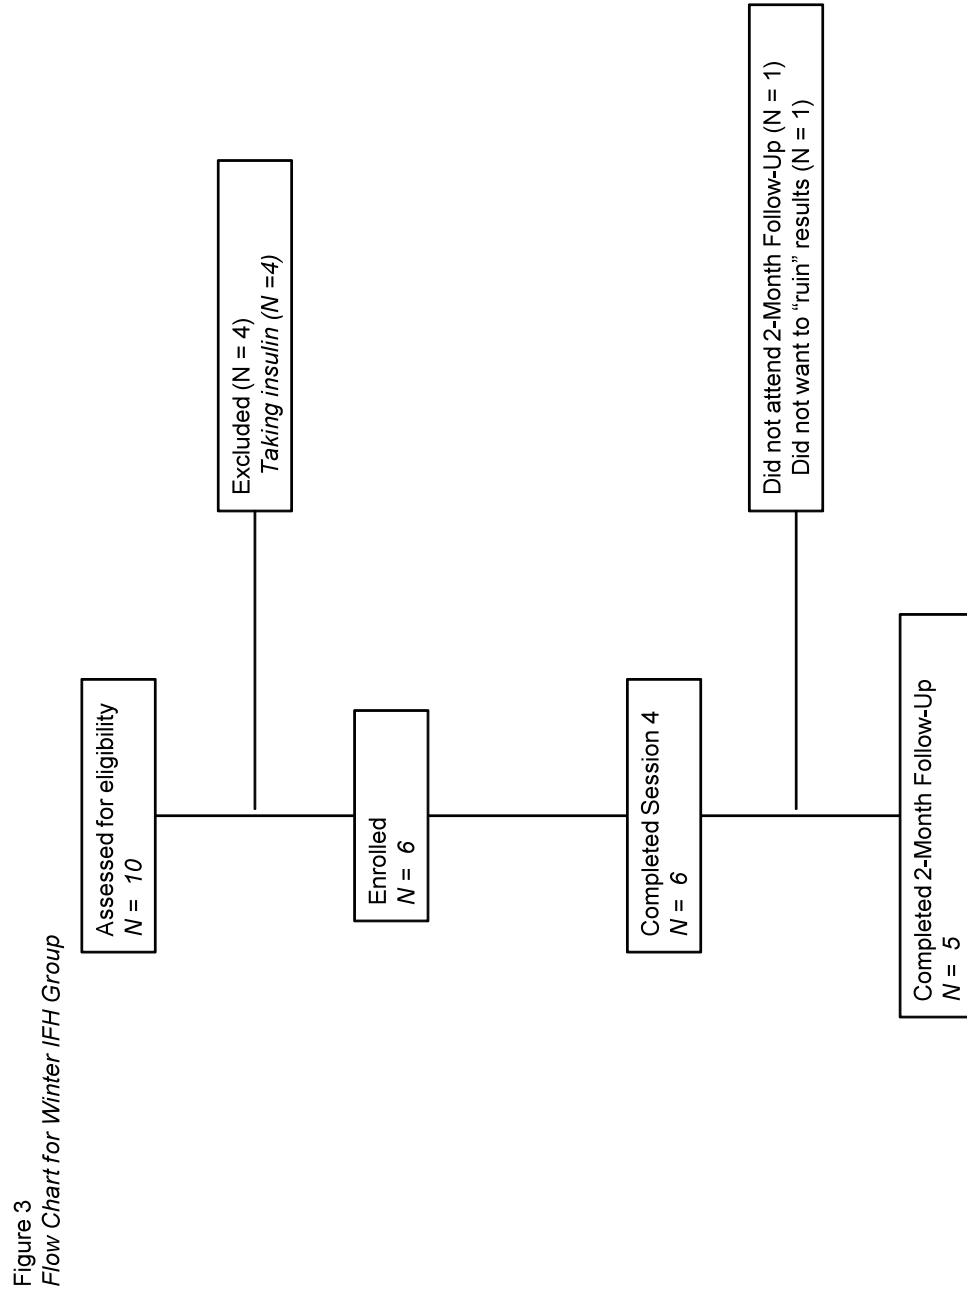 Figure 3
Flow Chart for Winter IFH Group
Assessed for eligibility
N = 10
Excluded (N = 4)
Taking insulin (N =4)
Enrolled
N = 6
Completed Session 4
N = 6
Did not attend 2-Month Follow-Up (N = 1)
Did not want to “ruin” results (N = 1)
Completed 2-Month Follow-Up
N = 5